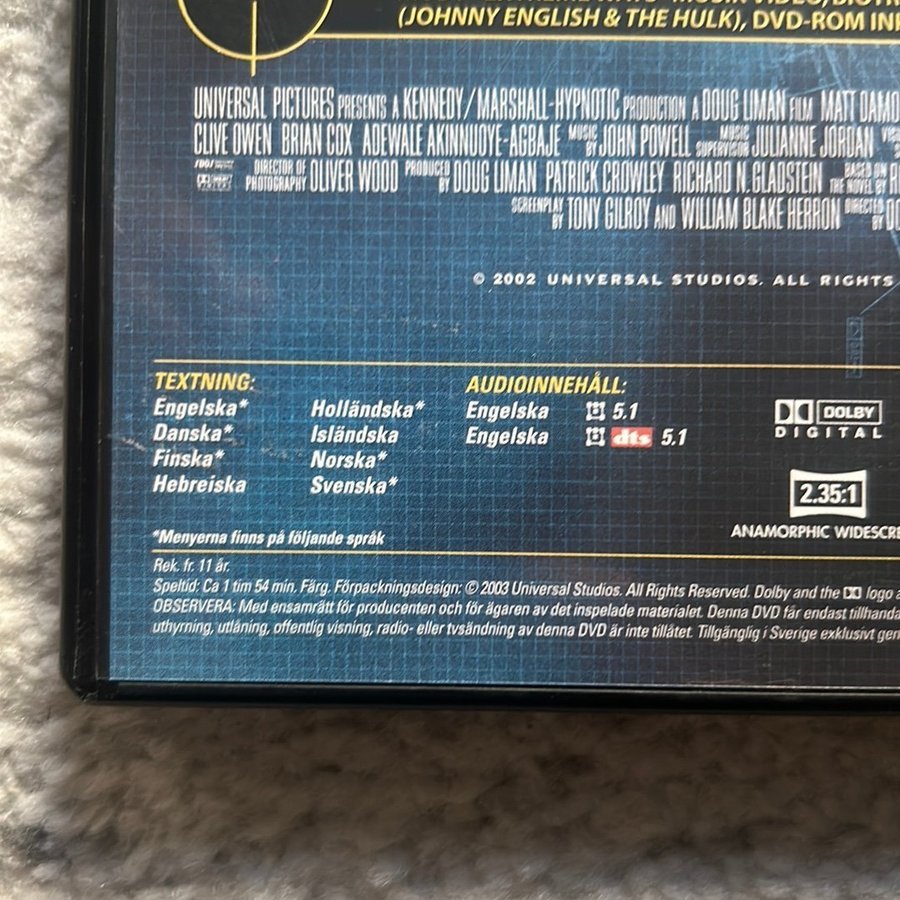 (JOHNNY ENGLISH & THE HULK), DVD-ROM
UNIVERSAL PICTURES PRESENTS A KENNEDY/MARSHALL-HYPNOTIC PRODUCTION A DOUG LIMAN FILM MATT DAMO
CLIVE OWEN BRIAN COX ADEWALE AKINNUOYE-AGBAJE MUSIC BY JOHN POWELL MUSIC SUPERVISOR JULIANNE JORDAN
DIRECTOR OF PHOTOGRAPHY OLIVER WOOD PRODUCED BY DOUG LIMAN PATRICK CROWLEY RICHARD N. GLADSTEIN BASED ON THE NOVEL BY
SCREENPLAY BY TONY GILROY AND WILLIAM BLAKE HERRON DIRECTED BY
© 2002 UNIVERSAL STUDIOS. ALL RIGHTS
TEXTNING:
Engelska*
Danska*
Finska*
Hebreiska
Holländska*
Isländska
Norska*
Svenska*
AUDIOINNEHÅLL:
Engelska 5.1
Engelska dts 5.1
DOLBY
DIGITAL
2.35:1
ANAMORPHIC WIDESCRE
*Menyerna finns på följande språk
Rek. fr. 11 år.
Speltid: Ca 1 tim 54 min. Färg. Förpackningsdesign: © 2003 Universal Studios. All Rights Reserved. Dolby and the logo a
OBSERVERA: Med ensamrätt för producenten och för ägaren av det inspelade materialet. Denna DVD får endast tillhanda
uthyrning, utlåning, offentlig visning, radio- eller tvsändning av denna DVD är inte tillåtet. Tillgänglig i Sverige exklusivt gen